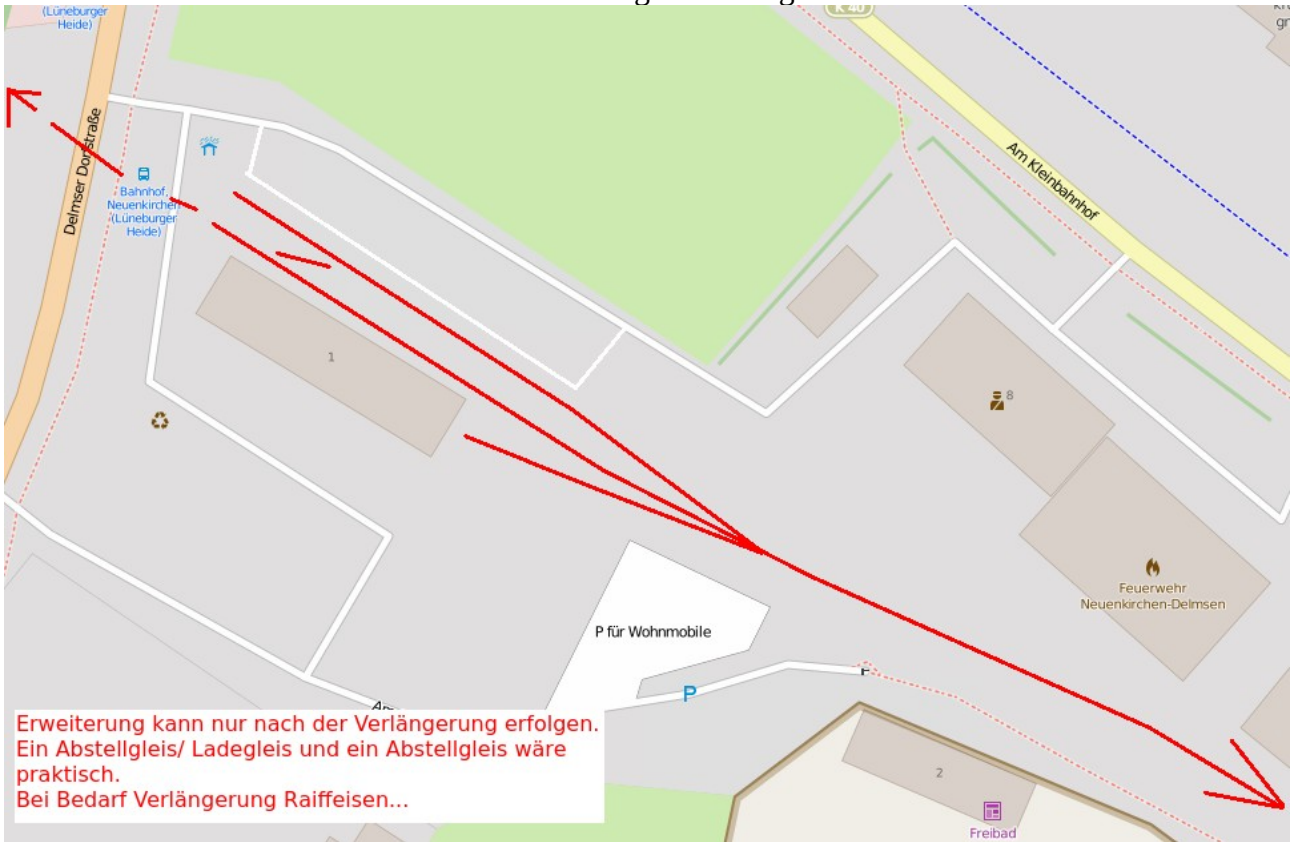 (Lüneburger
Heide)
K 40
Delmser Dorfstraße
Bahnhof,
Neuenkirchen
(Lüneburger
Heide)
Am Kleinbahnhof
1
8
Feuerwehr
Neuenkirchen-Delmsen
P für Wohnmobile
P
Erweiterung kann nur nach der Verlängerung erfolgen.
Ein Abstellgleis/ Ladegleis und ein Abstellgleis wäre
praktisch.
Bei Bedarf Verlängerung Raiffeisen...
2
Freibad